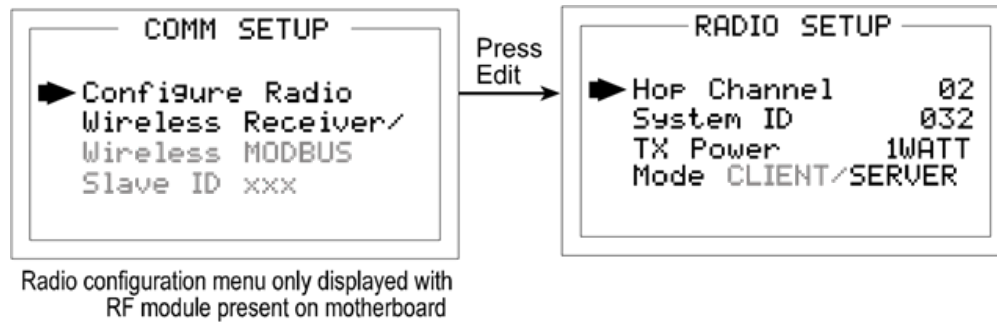 COMM SETUP
Configure Radio
Wireless Receiver/
Wireless MODBUS
Slave ID xxx
Press
Edit
RADIO SETUP
Hop Channel 02
System ID 032
TX Power 1WATT
Mode CLIENT/SERVER
Radio configuration menu only displayed with
RF module present on motherboard